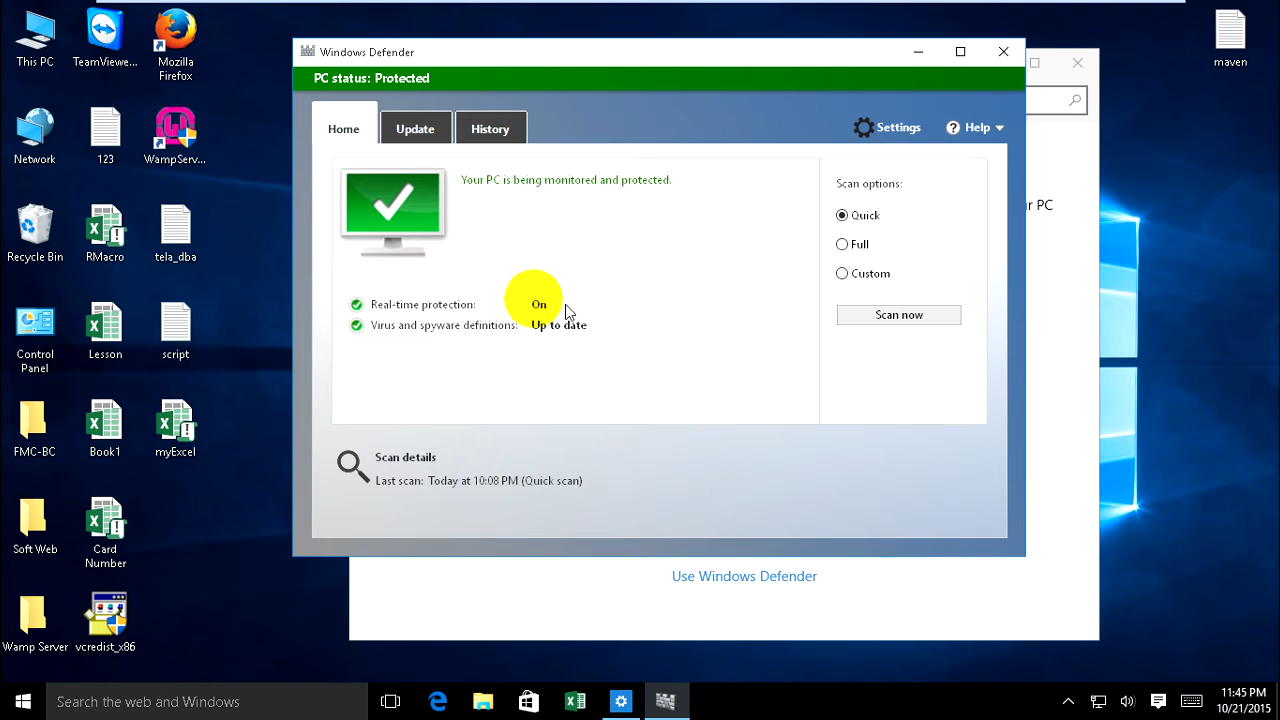 This PC
TeamViewe...
Mozilla
Firefox
Network
123
WampServ...
Recycle Bin
RMacro
tela_dba
Control
Panel
Lesson
script
FMC-BC
Book1
myExcel
Soft Web
Card
Number
Wamp Server
vcredist_x86
maven
Windows Defender
PC status: Protected
Home
Update
History
Settings
? Help
Your PC is being monitored and protected.
Real-time protection: On
Virus and spyware definitions: Up to date
Scan options:
Quick
Full
Custom
Scan now
Scan details
Last scan: Today at 10:08 PM (Quick scan)
ur PC
Use Windows Defender
Search the web and Windows
11:45 PM
10/21/2015